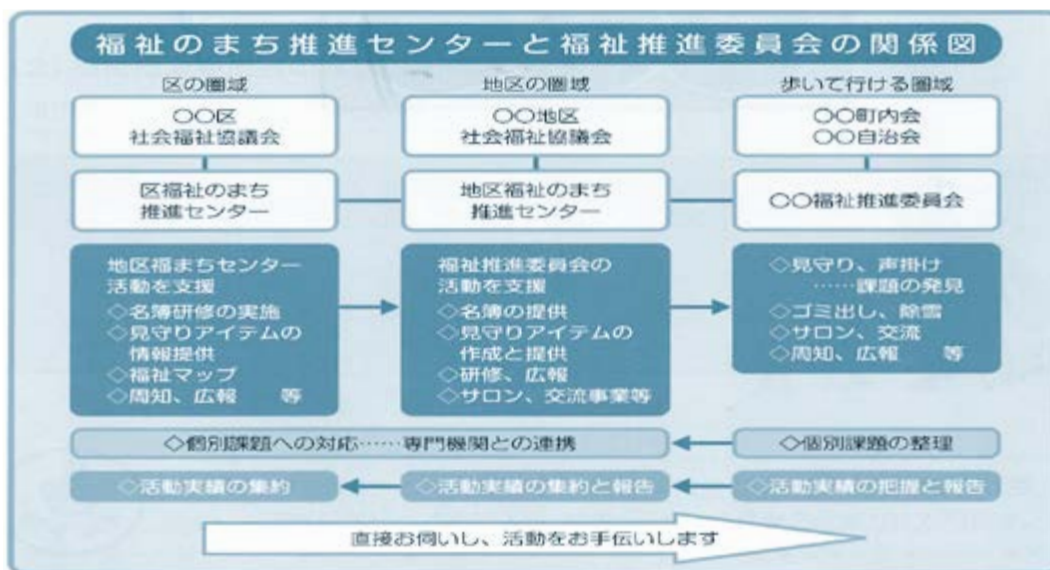 福祉のまち推進センターと福祉推進委員会の関係図
区の圏域
〇〇区
社会福祉協議会
区福祉のまち
推進センター
地区福まちセンター
活動を支援
◇名簿研修の実施
◇見守りアイテムの
情報提供
◇福祉マップ
◇周知、広報 等
地区の圏域
〇〇地区
社会福祉協議会
地区福祉のまち
推進センター
福祉推進委員会の
活動を支援
◇名簿の提供
◇見守りアイテムの
作成と提供
◇研修、広報
◇サロン、交流事業等
歩いて行ける圏域
〇〇町内会
〇〇自治会
〇〇福祉推進委員会
◇見守り、声掛け
……課題の発見
◇ゴミ出し、除雪
◇サロン、交流
◇周知、広報 等
◇個別課題への対応……専門機関との連携
◇個別課題の整理
◇活動実績の集約
◇活動実績の集約と報告
◇活動実績の把握と報告
直接お伺いし、活動をお手伝いします